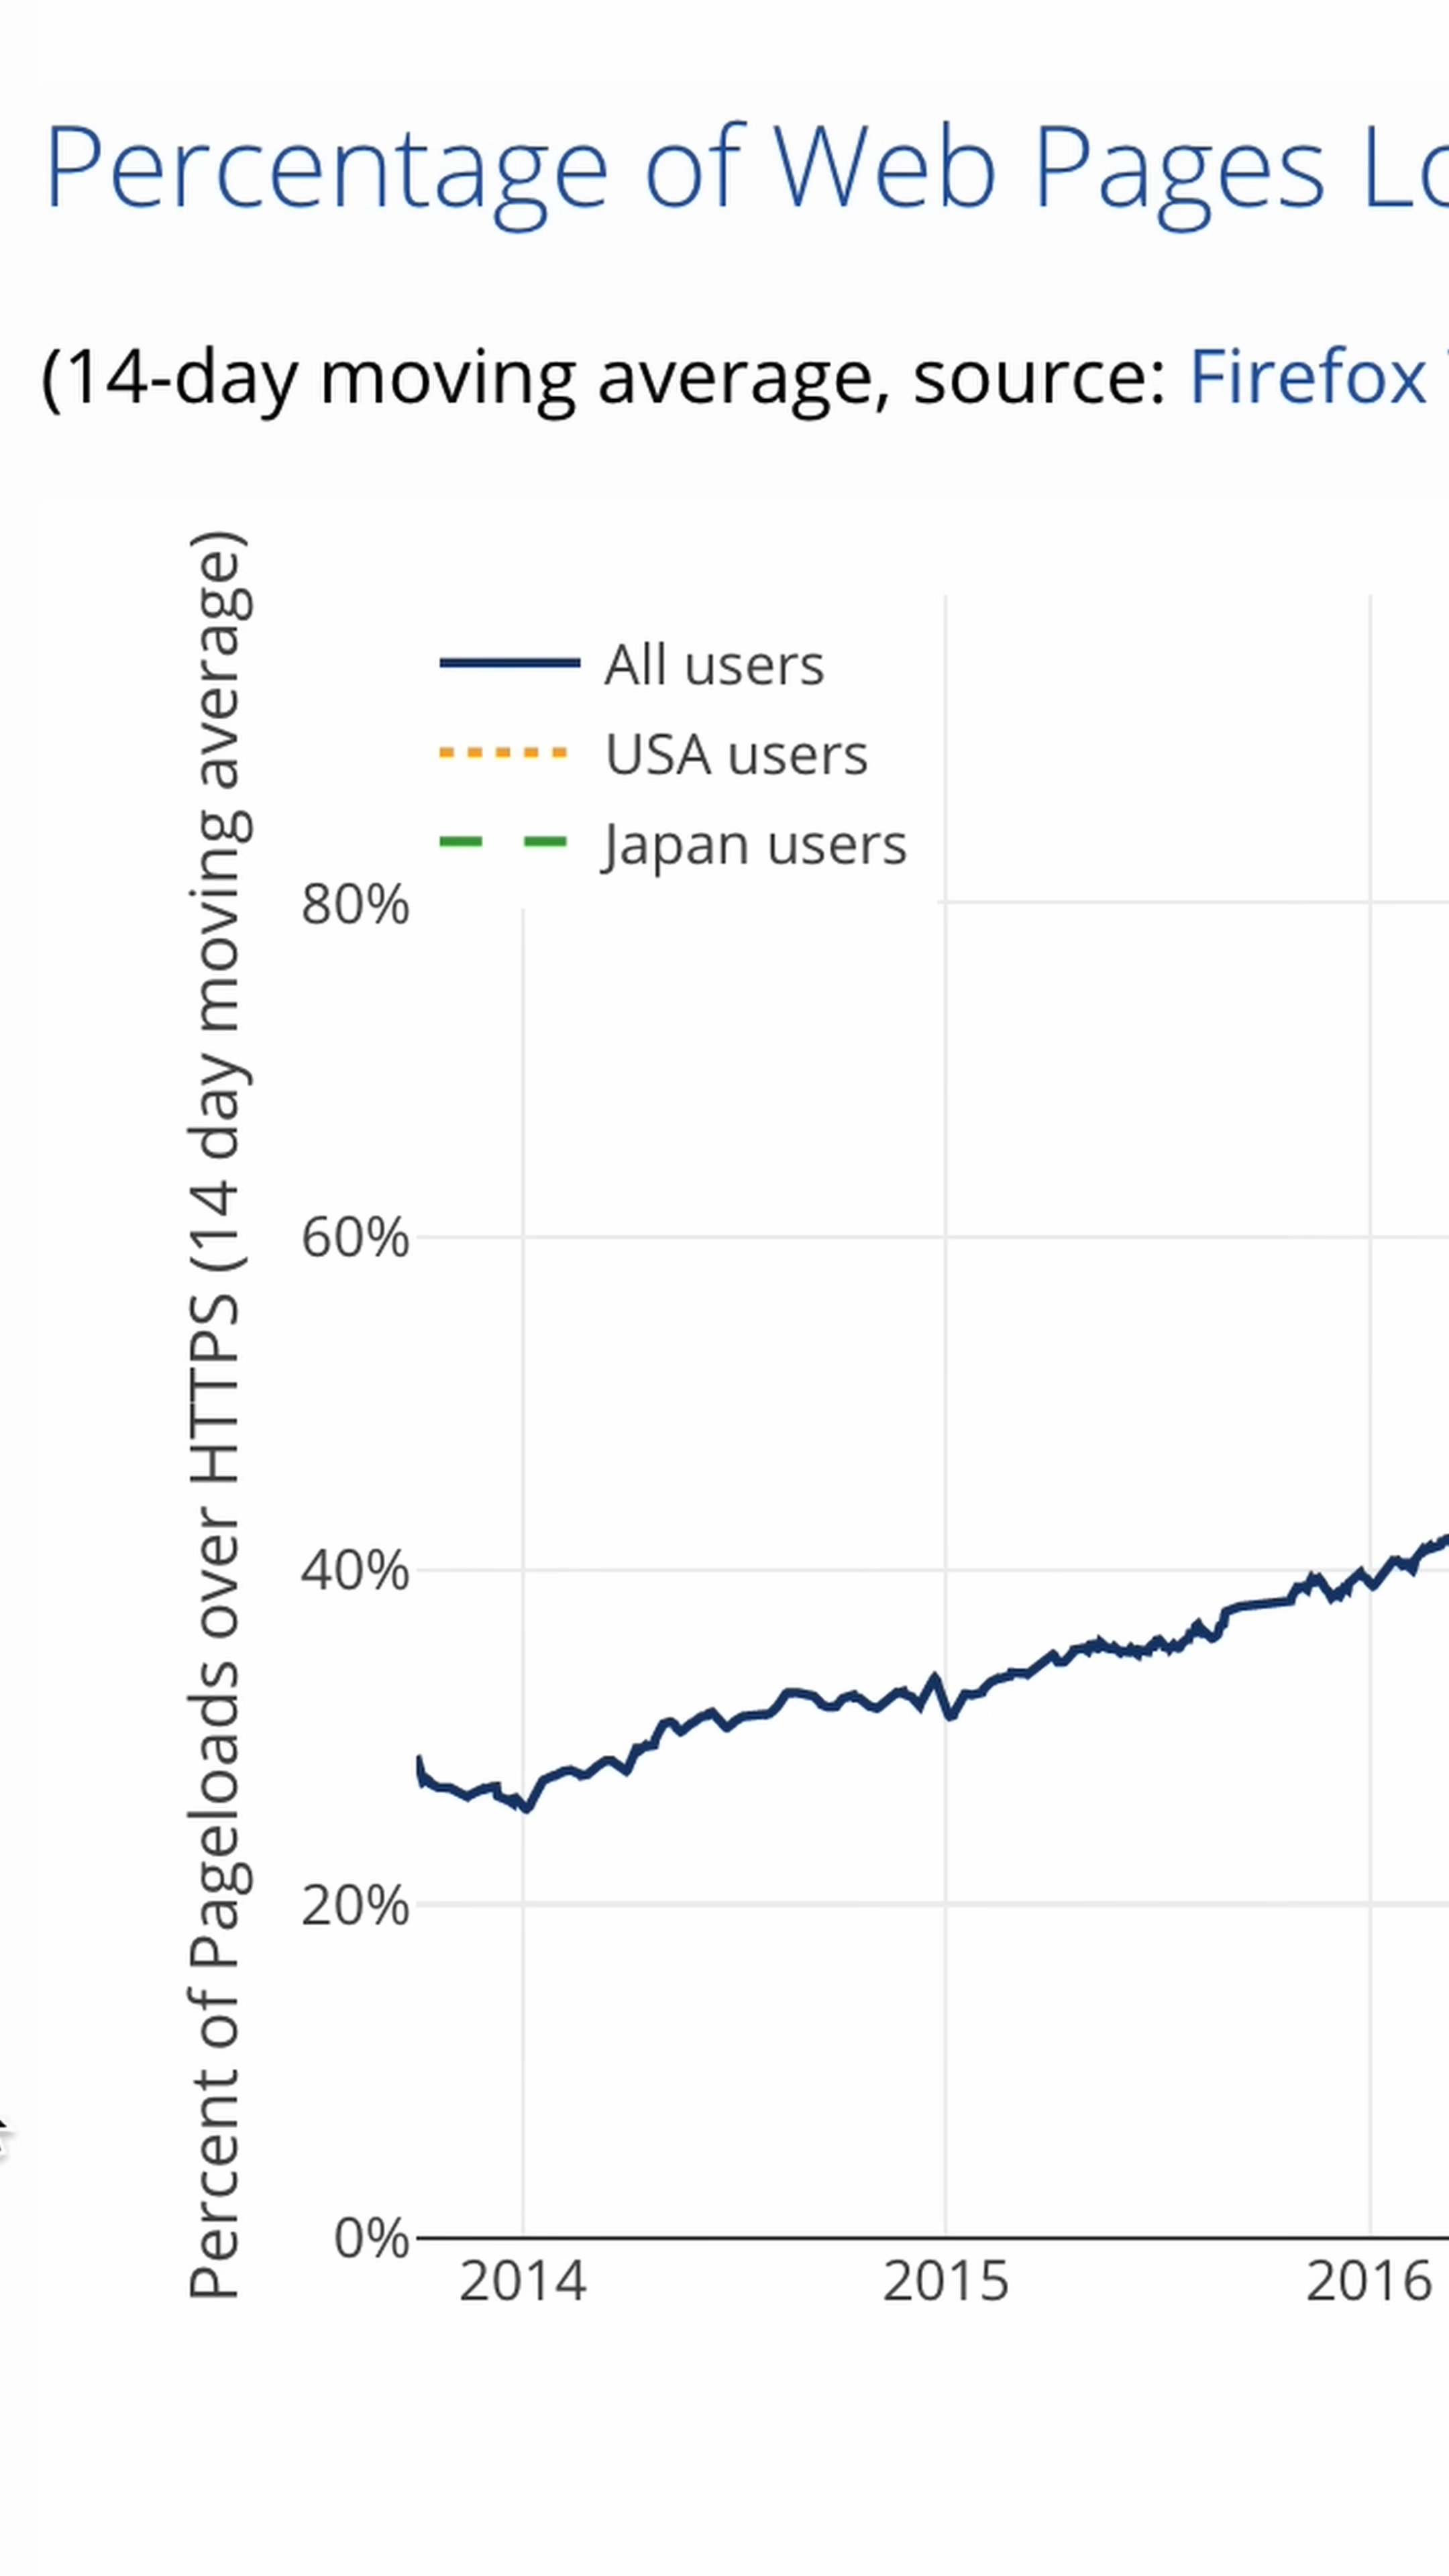 Percentage of Web Pages Lo
(14-day moving average, source: Firefox
Percent of Pageloads over HTTPS (14 day moving average)
All users
USA users
Japan users
80%
60%
40%
20%
0%
2014 2015 2016